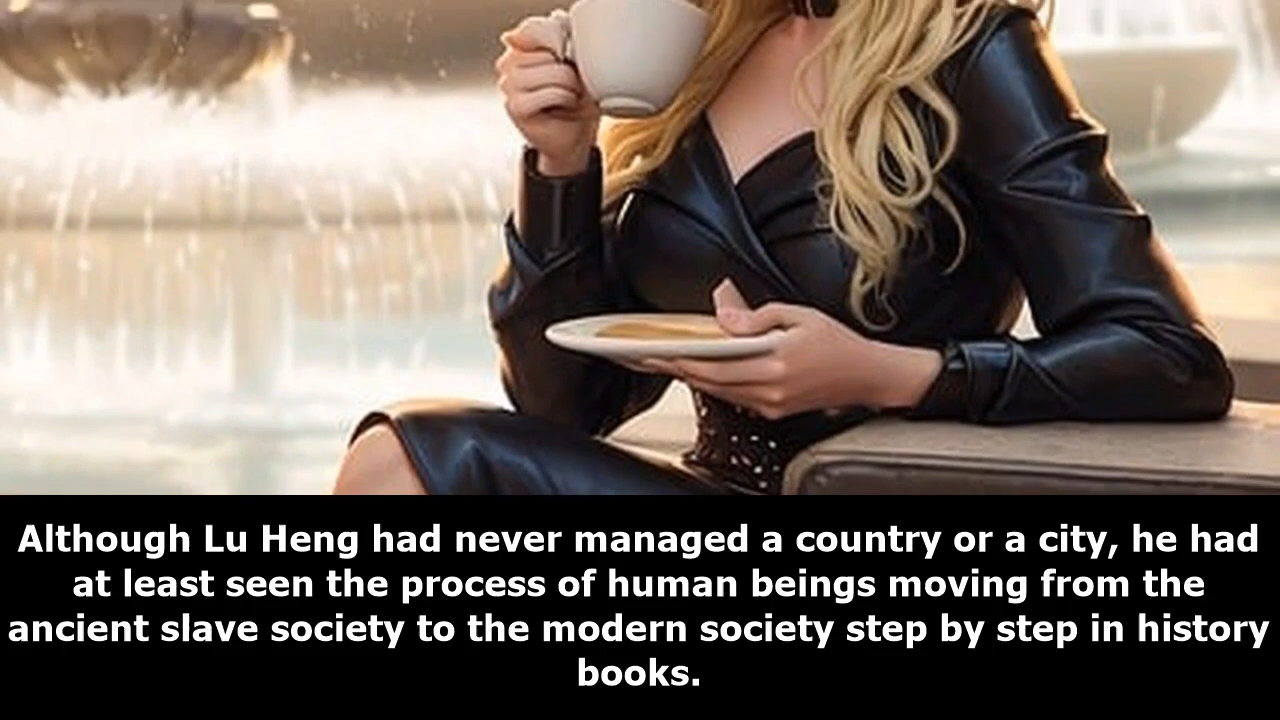 Although Lu Heng had never managed a country or a city, he had
at least seen the process of human beings moving from the
ancient slave society to the modern society step by step in history
books.